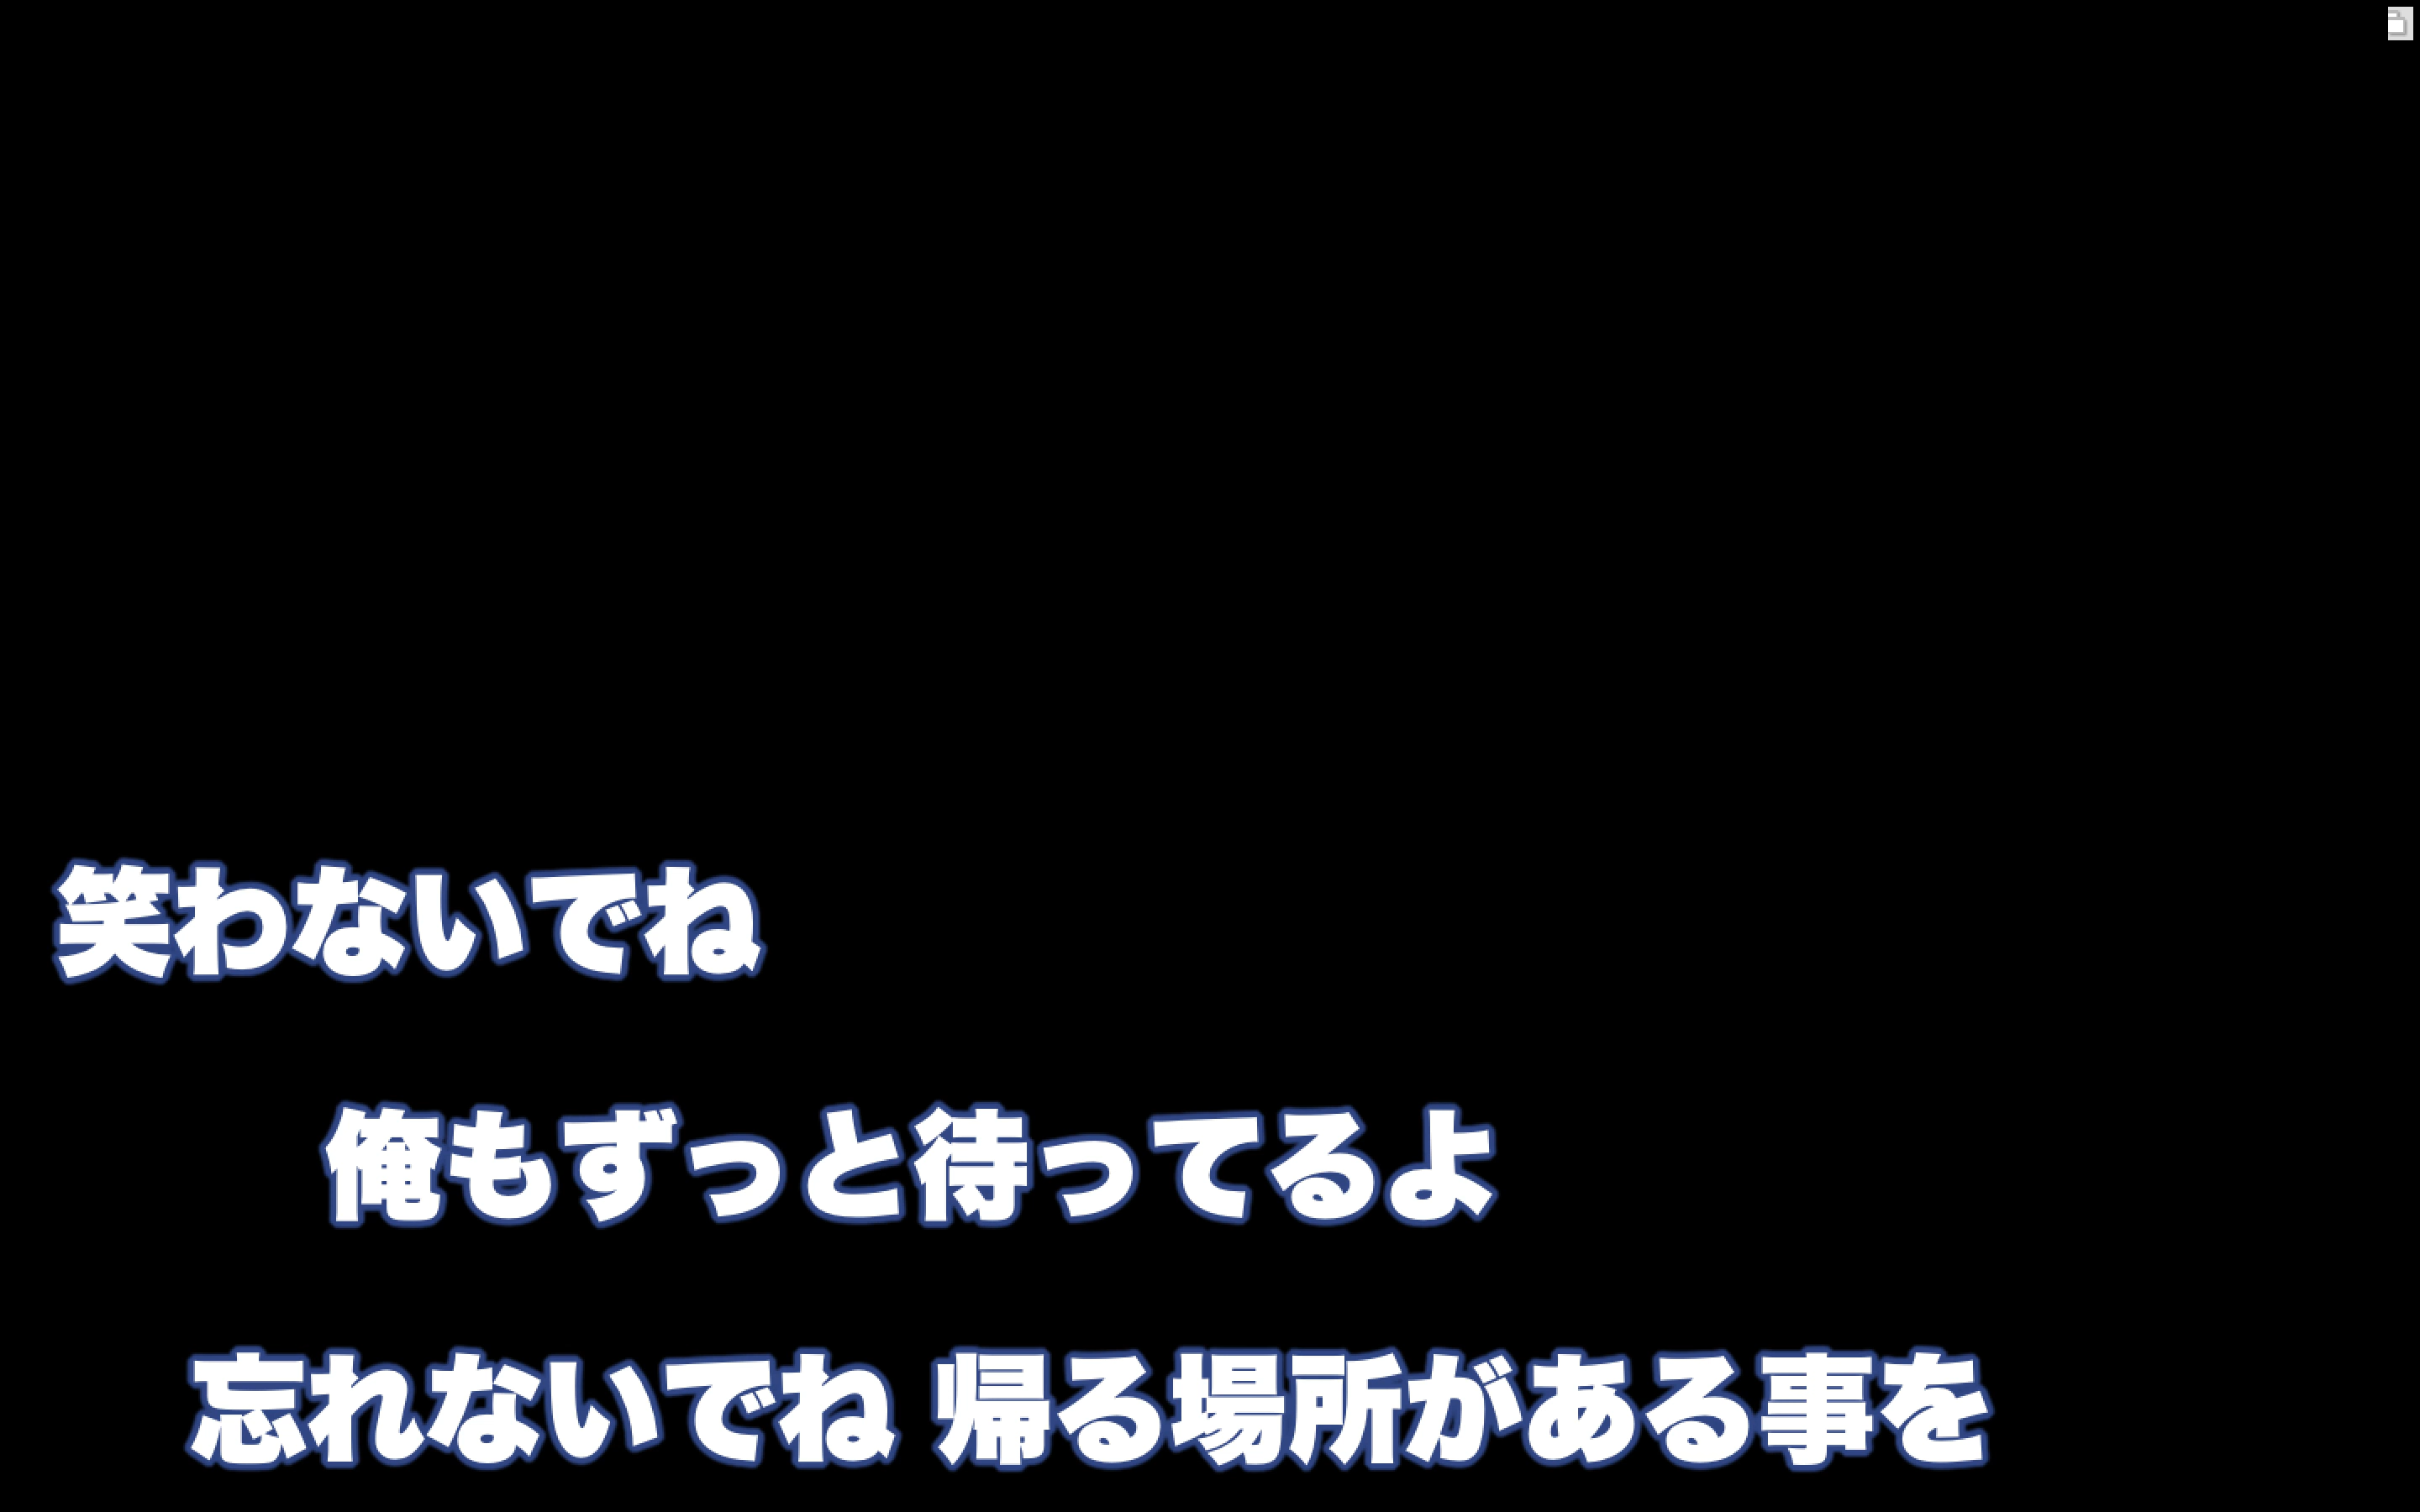 笑わないでね
俺もずっと待ってるよ
忘れないでね 帰る場所がある事を